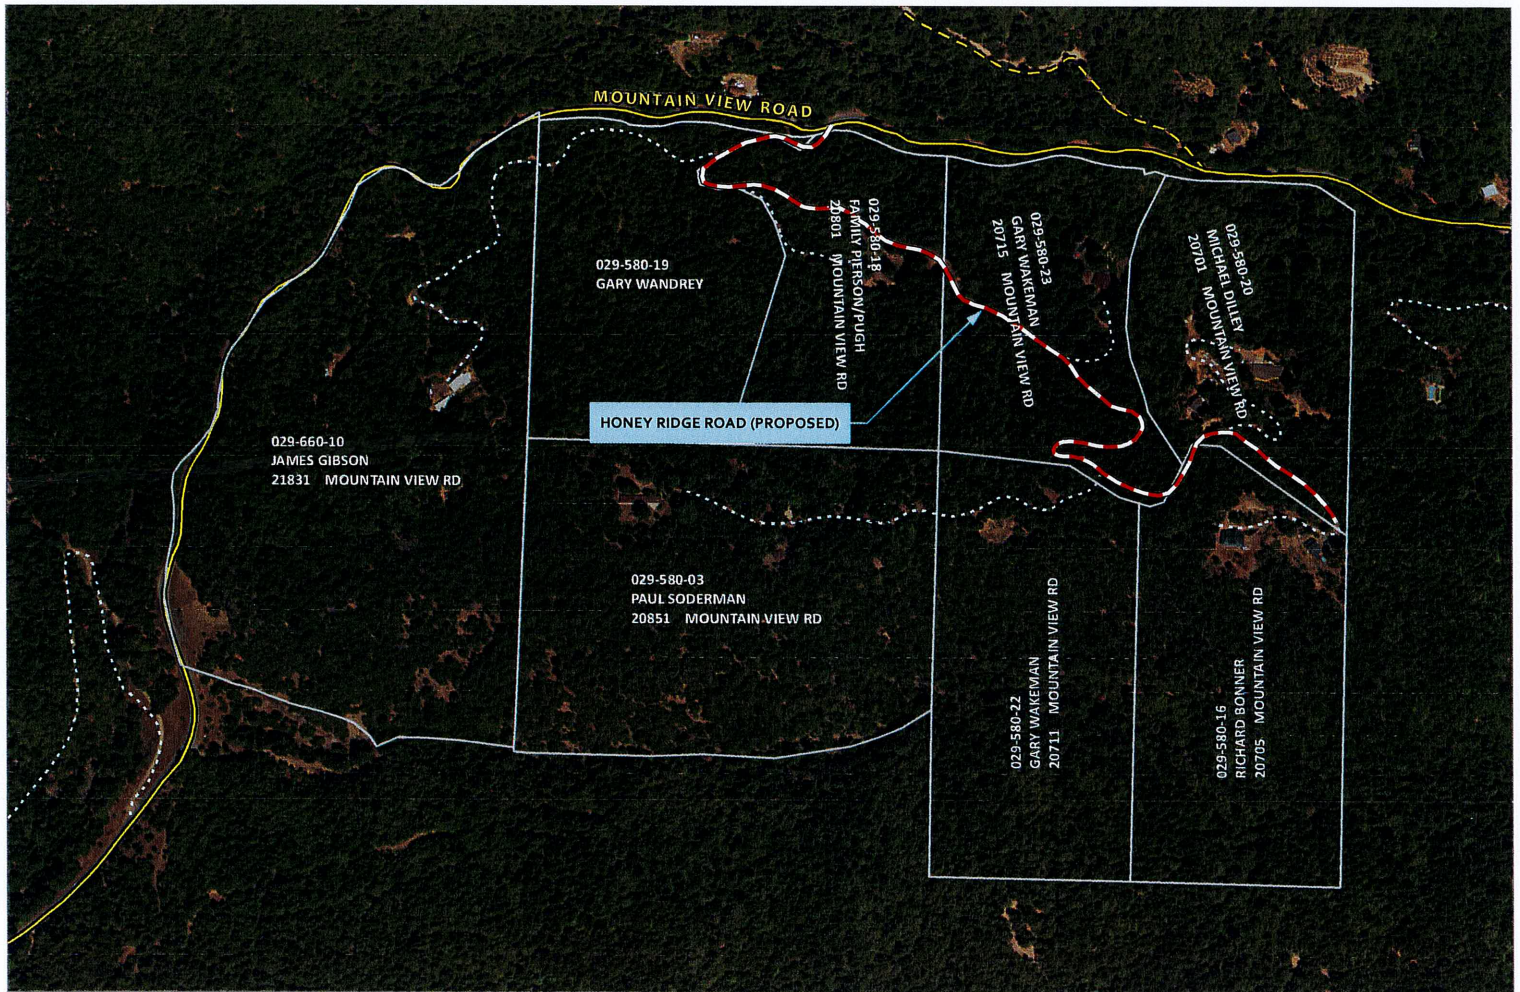 MOUNTAIN VIEW ROAD
029-580-19
GARY WANDREY
029-580-18
FAMILY PIERSON/PUGH
20801 MOUNTAIN VIEW RD
029-580-23
GARY WAKEMAN
20715 MOUNTAIN VIEW RD
029-580-20
MICHAEL DILLEY
20701 MOUNTAIN VIEW RD
HONEY RIDGE ROAD (PROPOSED)
029-660-10
JAMES GIBSON
21831 MOUNTAIN VIEW RD
029-580-03
PAUL SODERMAN
20851 MOUNTAIN VIEW RD
029-580-22
GARY WAKEMAN
20711 MOUNTAIN VIEW RD
029-580-16
RICHARD BONNER
20705 MOUNTAIN VIEW RD